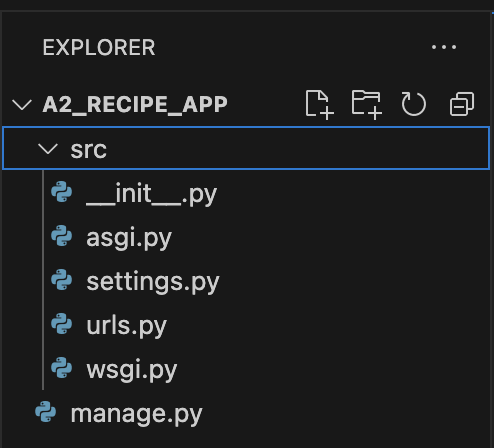 EXPLORER
A2_RECIPE_APP
src
__init__.py
asgi.py
settings.py
urls.py
wsgi.py
manage.py